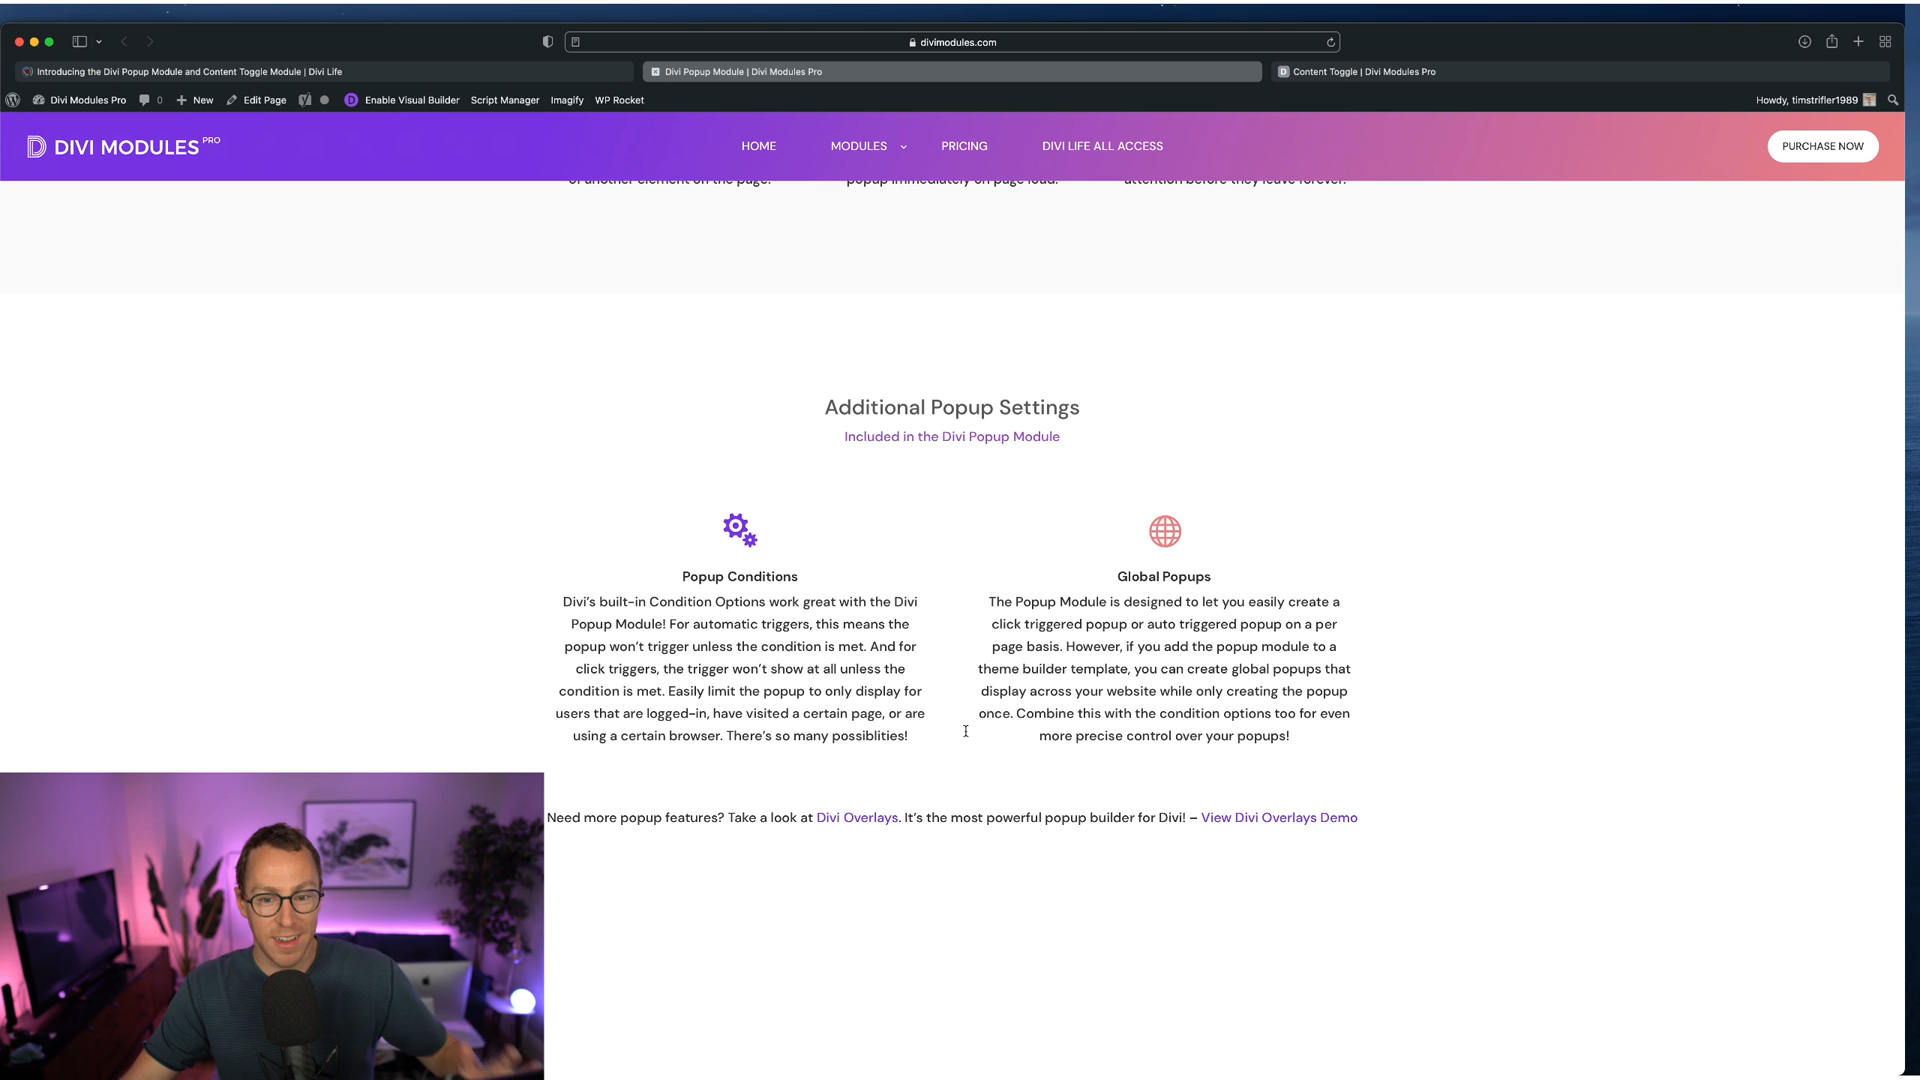 divimodules.com
Introducing the Divi Popup Module and Content Toggle Module | Divi Life
Divi Popup Module | Divi Modules Pro
D Content Toggle | Divi Modules Pro
Divi Modules Pro 0 New Edit Page D Enable Visual Builder Script Manager Imagify WP Rocket Howdy, timstrifler1989
DIVI MODULES PRO HOME MODULES PRICING DIVI LIFE ALL ACCESS PURCHASE NOW
of another element on the page.
popup immediately on page load.
attention before they leave forever.
Additional Popup Settings
Included in the Divi Popup Module
Popup Conditions
Divi's built-in Condition Options work great with the Divi
Popup Module! For automatic triggers, this means the
popup won't trigger unless the condition is met. And for
click triggers, the trigger won't show at all unless the
condition is met. Easily limit the popup to only display for
users that are logged-in, have visited a certain page, or are
using a certain browser. There's so many possiblities!
Global Popups
The Popup Module is designed to let you easily create a
click triggered popup or auto triggered popup on a per
page basis. However, if you add the popup module to a
theme builder template, you can create global popups that
display across your website while only creating the popup
once. Combine this with the condition options too for even
more precise control over your popups!
Need more popup features? Take a look at Divi Overlays. It's the most powerful popup builder for Divi! – View Divi Overlays Demo